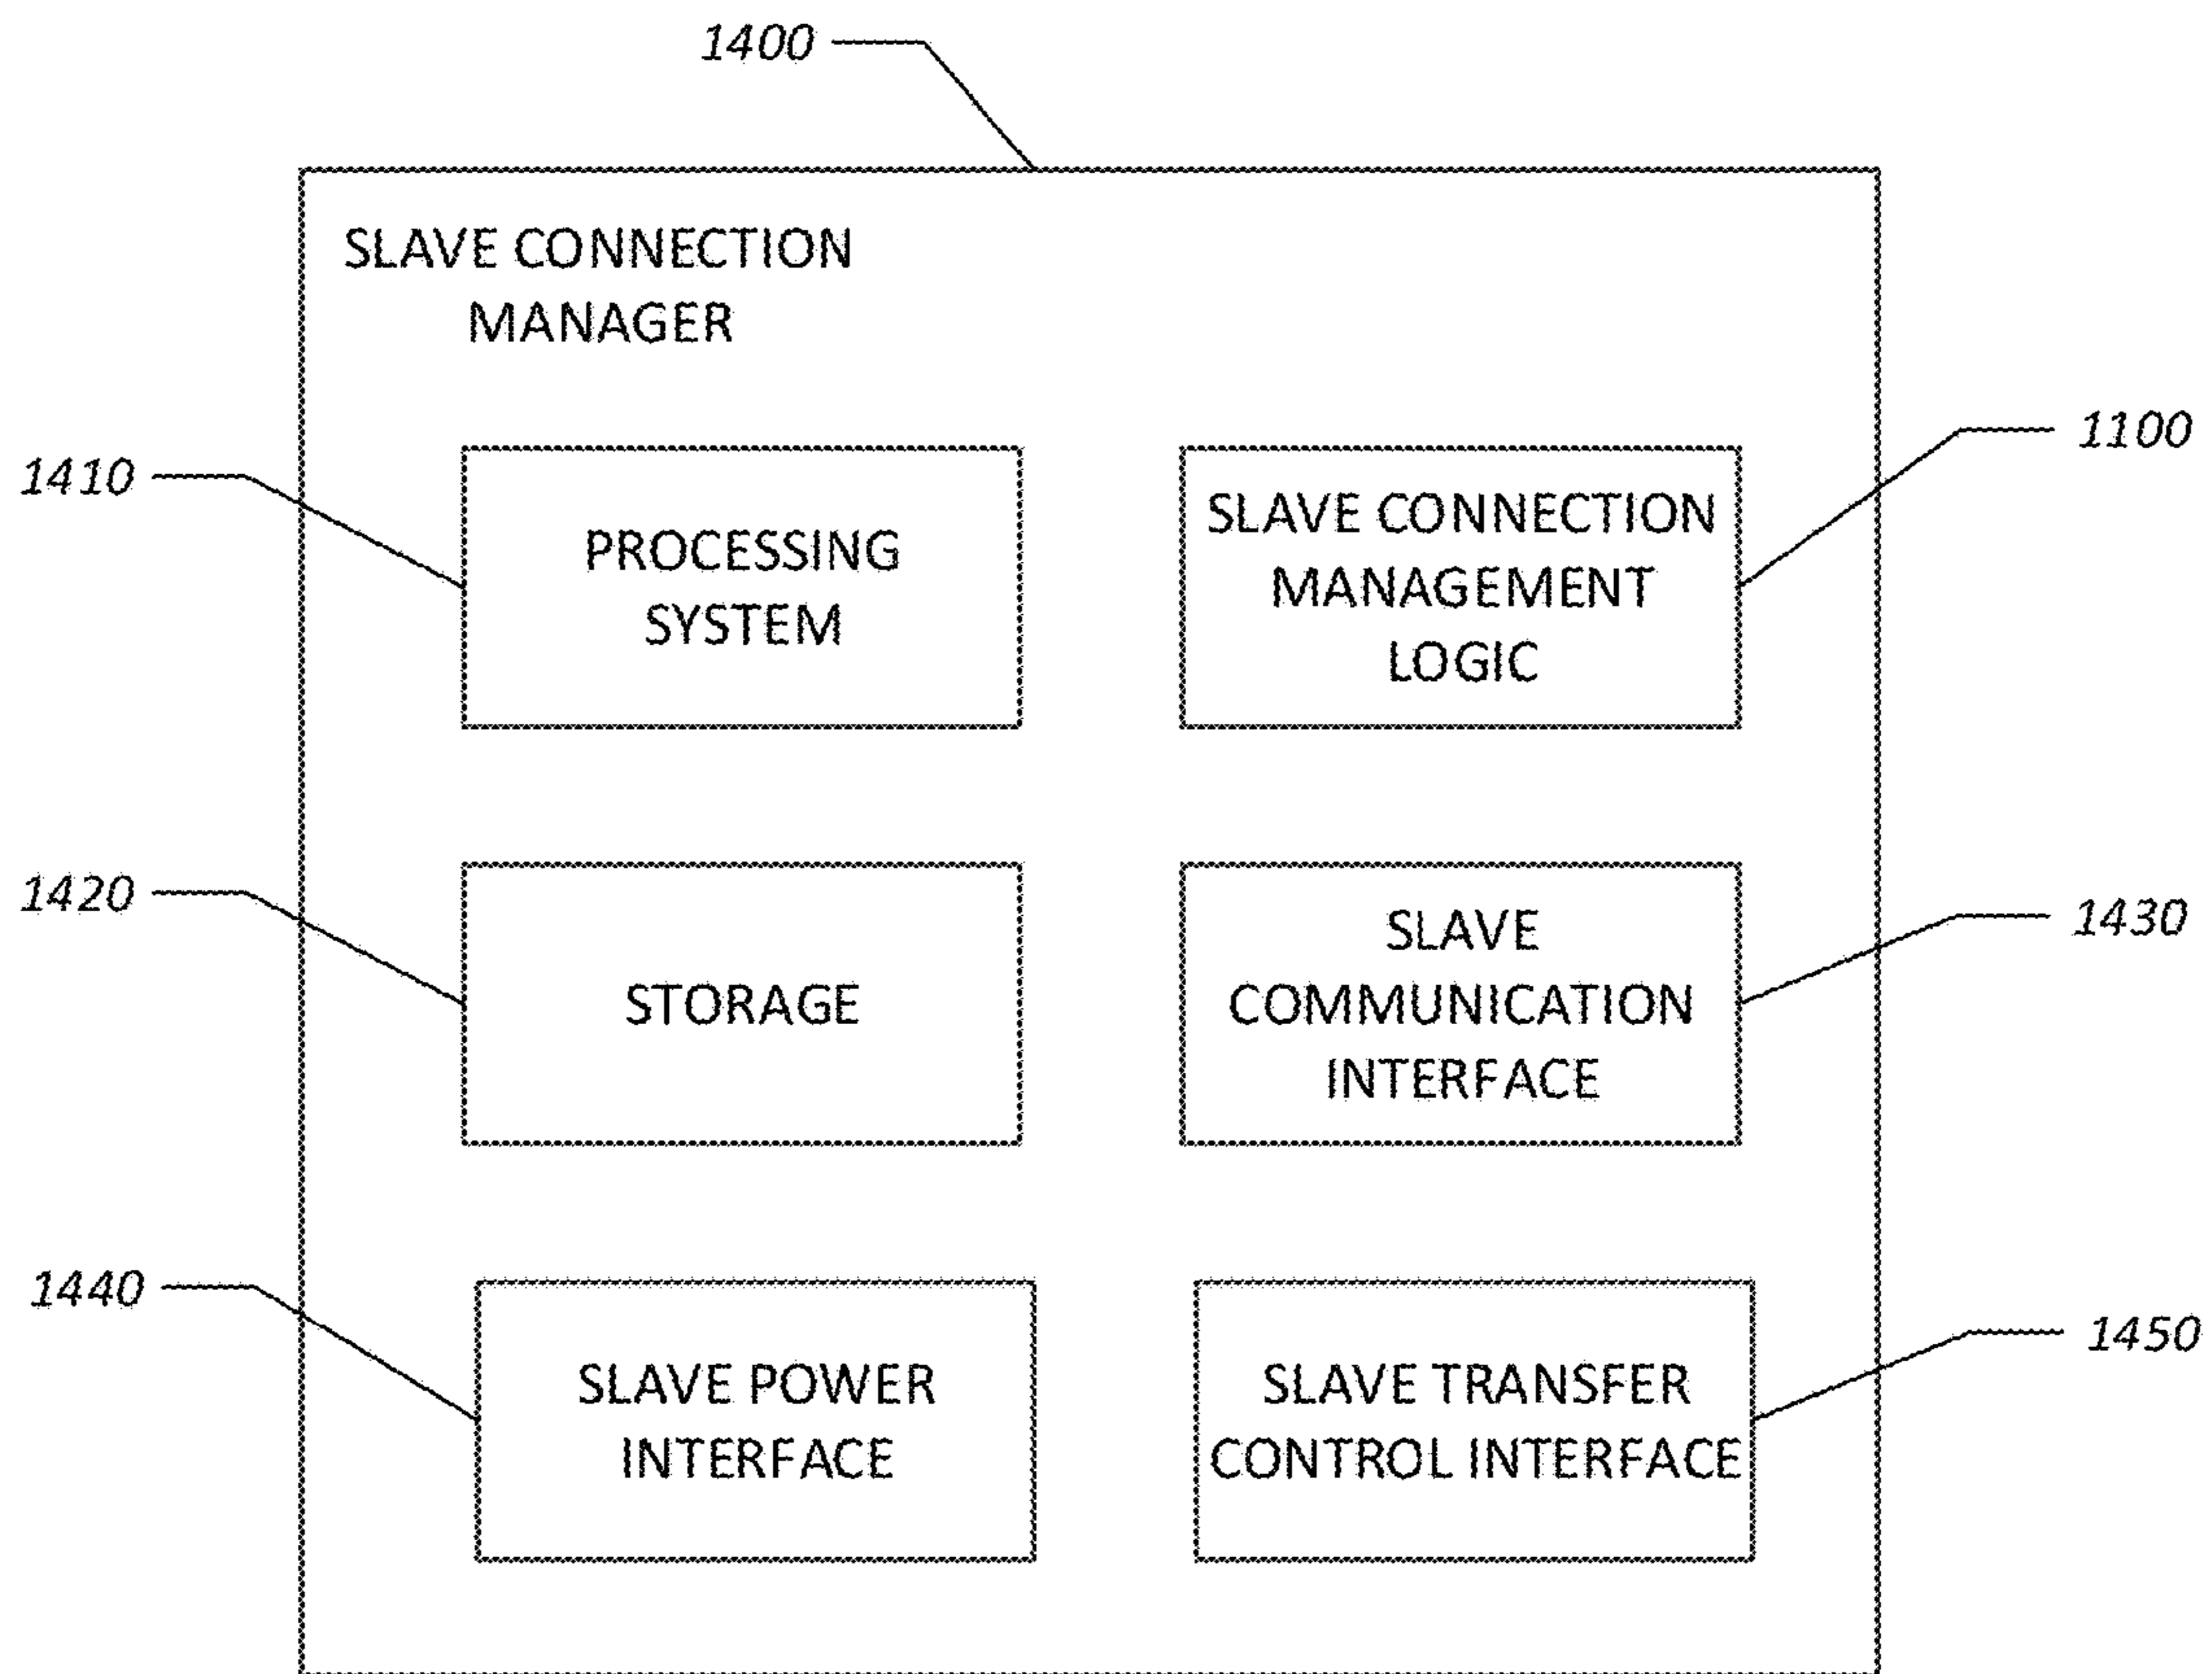 1400
SLAVE CONNECTION
MANAGER
1410
PROCESSING
SYSTEM
SLAVE CONNECTION
MANAGEMENT
LOGIC
1100
1420
STORAGE
SLAVE
COMMUNICATION
INTERFACE
1430
1440
SLAVE POWER
INTERFACE
SLAVE TRANSFER
CONTROL INTERFACE
1450